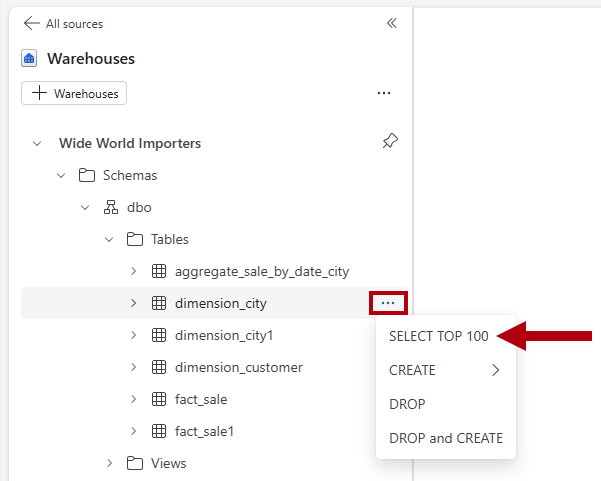 All sources
Warehouses
Warehouses
Wide World Importers
Schemas
dbo
Tables
aggregate_sale_by_date_city
dimension_city
dimension_city1
dimension_customer
fact_sale
fact_sale1
Views
SELECT TOP 100
CREATE
DROP
DROP and CREATE